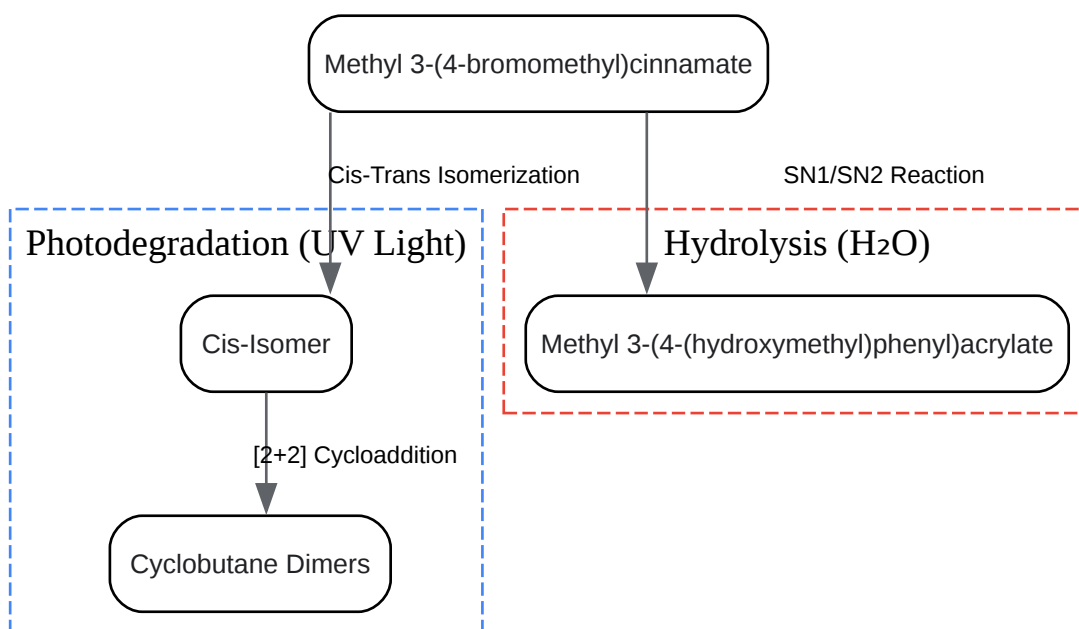 Methyl 3-(4-bromomethyl)cinnamate
Cis-Trans Isomerization
SN1/SN2 Reaction
Photodegradation (UV Light)
Hydrolysis (H₂O)
Cis-Isomer
Methyl 3-(4-(hydroxymethyl)phenyl)acrylate
[2+2] Cycloaddition
Cyclobutane Dimers